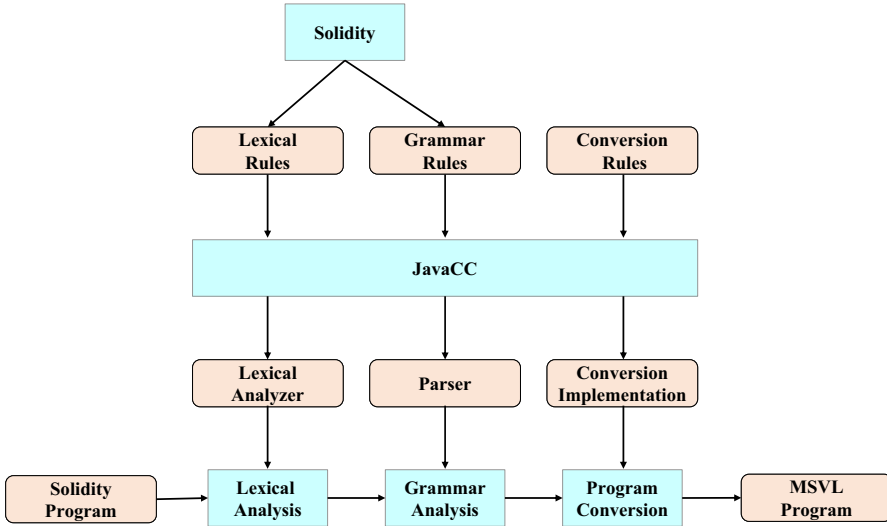 Solidity
Lexical
Rules
Grammar
Rules
Conversion
Rules
JavaCC
Lexical
Analyzer
Parser
Conversion
Implementation
Solidity
Program
Lexical
Analysis
Grammar
Analysis
Program
Conversion
MSVL
Program